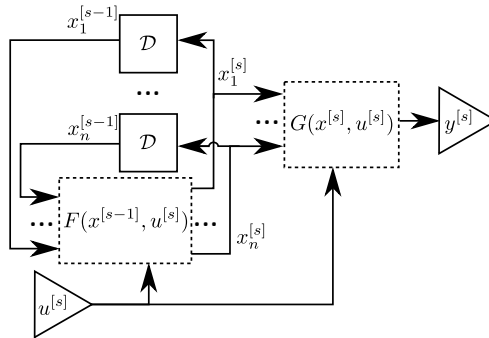 x_1^{[s-1]}
𝒟
...
x_1^{[s]}
x_n^{[s-1]}
𝒟
...
G(x^{[s]}, u^{[s]})
y^{[s]}
...
F(x^{[s-1]}, u^{[s]})
...
x_n^{[s]}
u^{[s]}